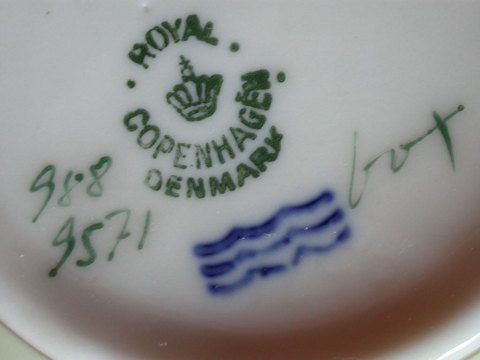 ROYAL
COPENHAGEN
DENMARK
988
9571